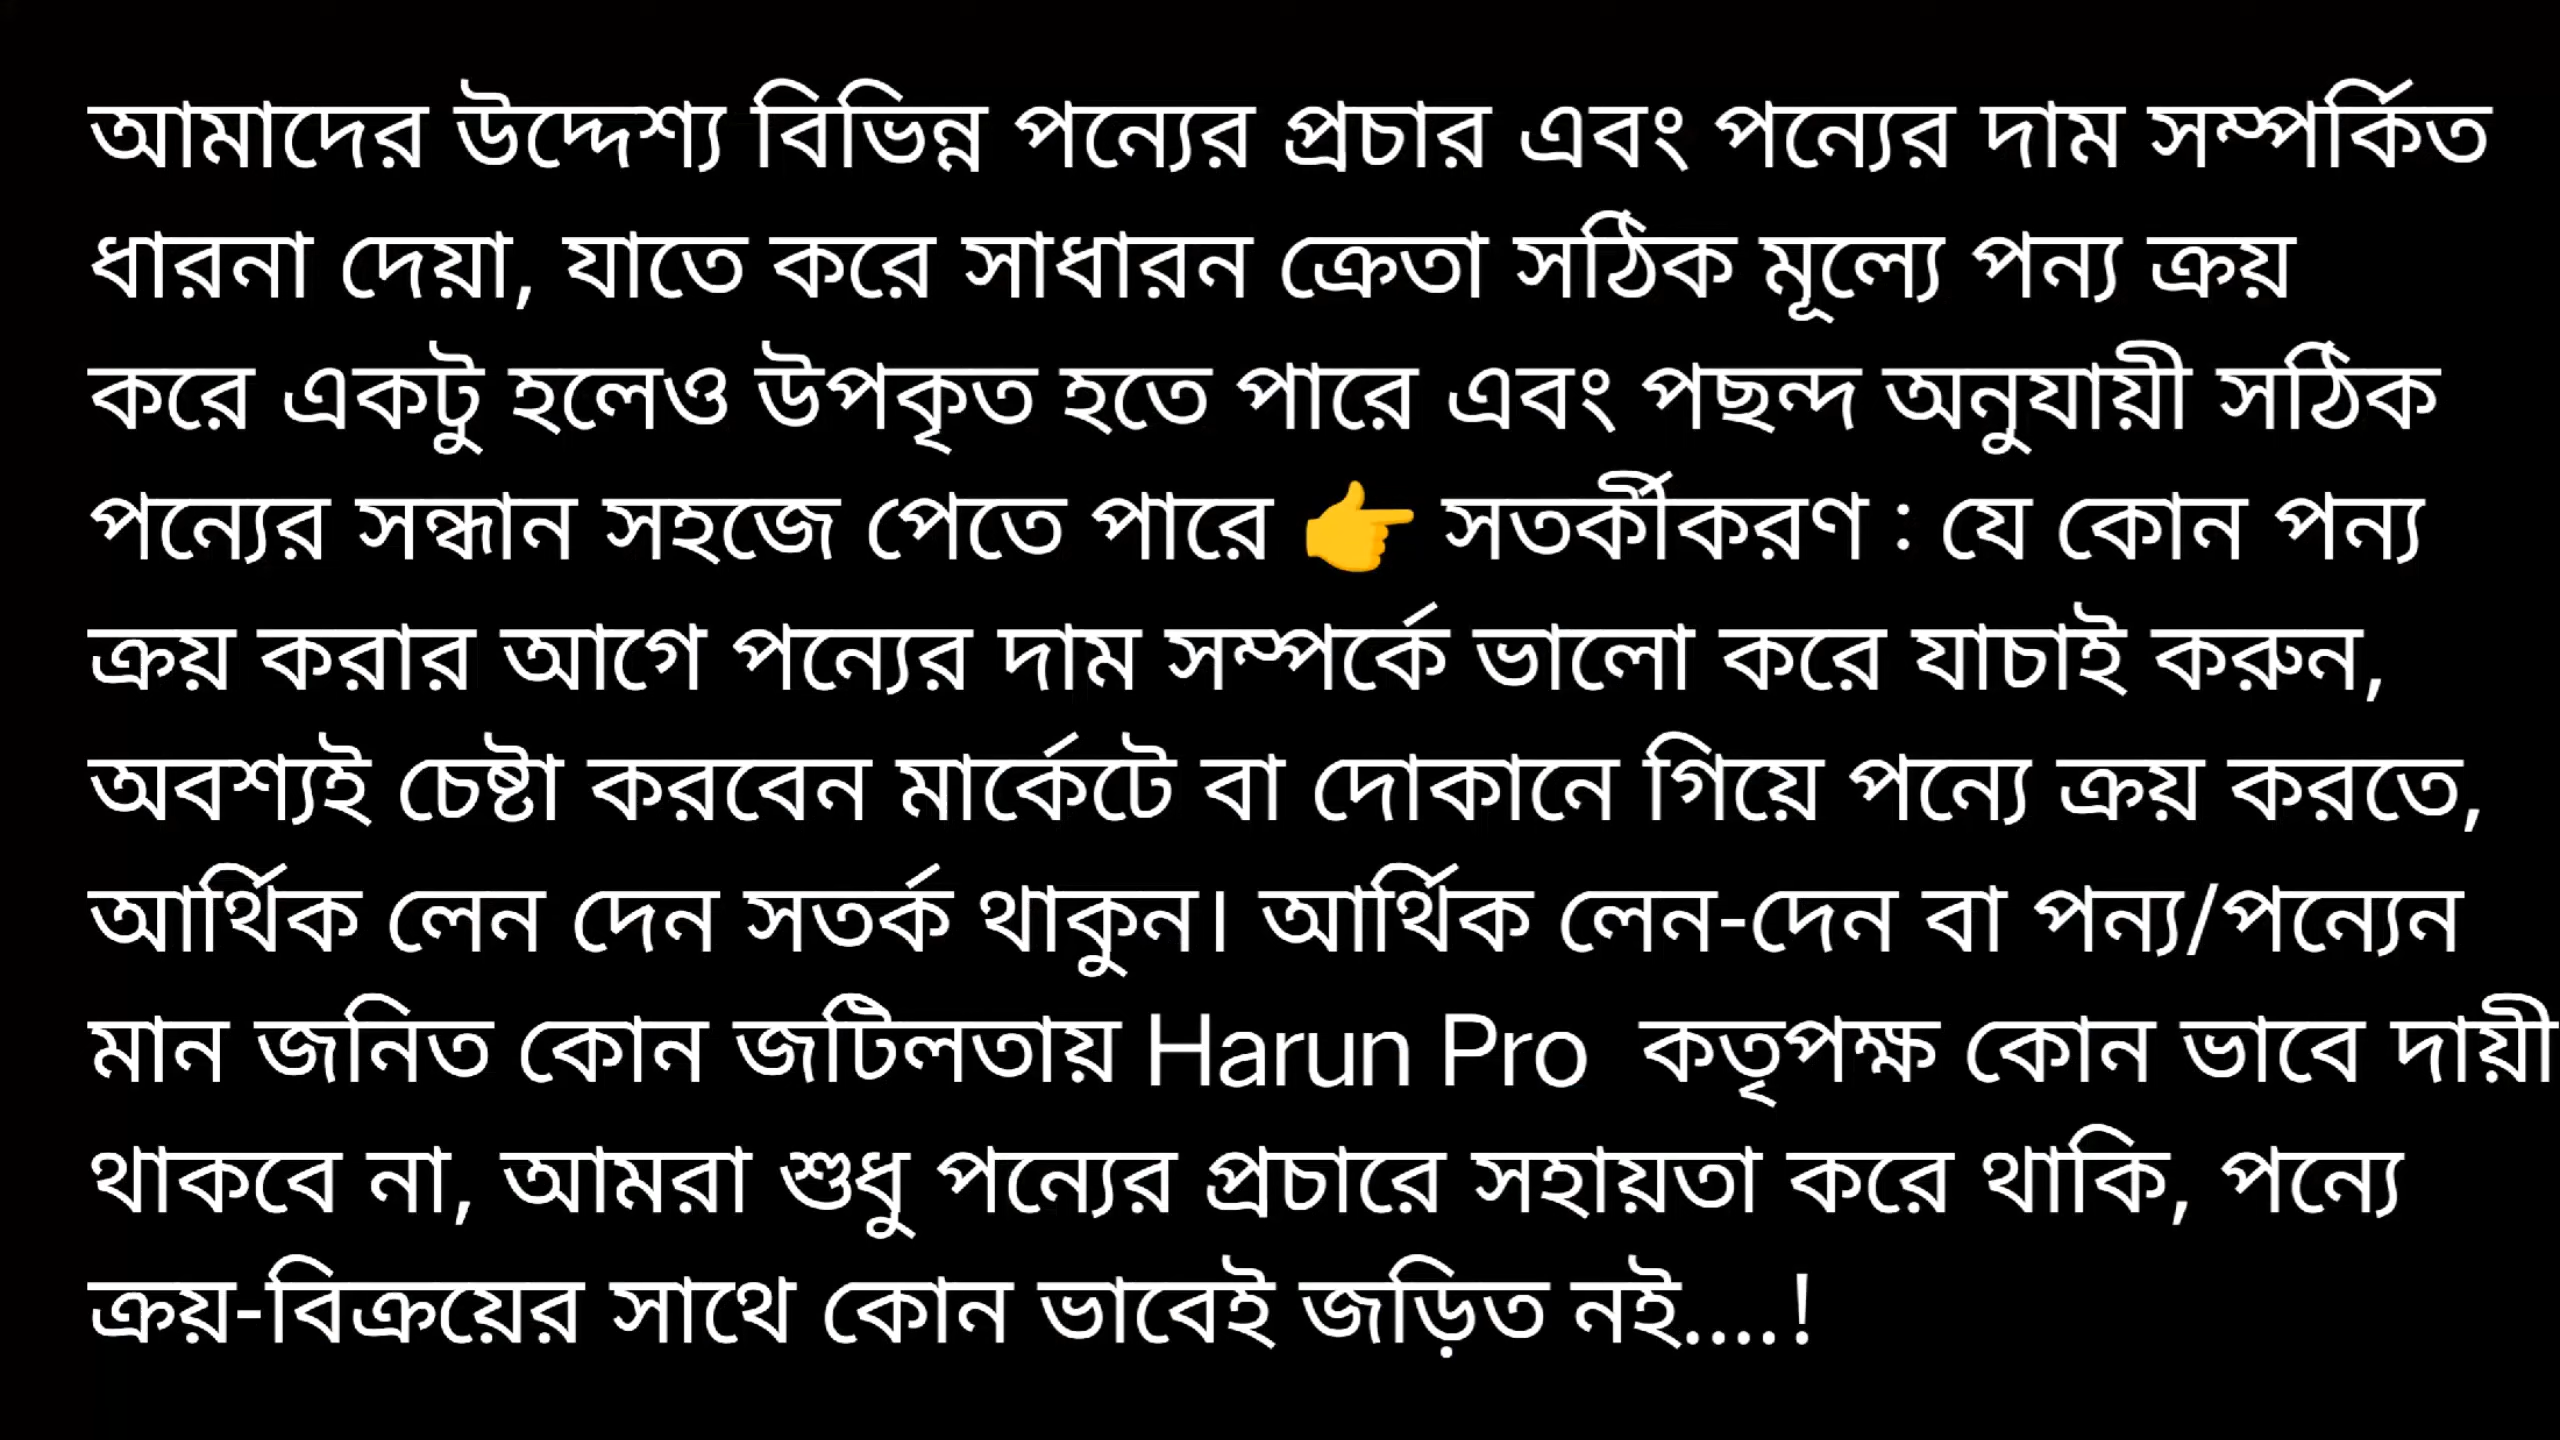 আমাদের উদ্দেশ্য বিভিন্ন পন্যের প্রচার এবং পন্যের দাম সম্পর্কিত
ধারনা দেয়া, যাতে করে সাধারন ক্রেতা সঠিক মূল্যে পন্য ক্রয়
করে একটু হলেও উপকৃত হতে পারে এবং পছন্দ অনুযায়ী সঠিক
পন্যের সন্ধান সহজে পেতে পারে 👉 সতর্কীকরণ : যে কোন পন্য
ক্রয় করার আগে পন্যের দাম সম্পর্কে ভালো করে যাচাই করুন,
অবশ্যই চেষ্টা করবেন মার্কেটে বা দোকানে গিয়ে পন্যে ক্রয় করতে,
আর্থিক লেন দেন সতর্ক থাকুন। আর্থিক লেন-দেন বা পন্য/পন্যেন
মান জনিত কোন জটিলতায় Harun Pro কতৃপক্ষ কোন ভাবে দায়ী
থাকবে না, আমরা শুধু পন্যের প্রচারে সহায়তা করে থাকি, পন্যে
ক্রয়-বিক্রয়ের সাথে কোন ভাবেই জড়িত নই....!